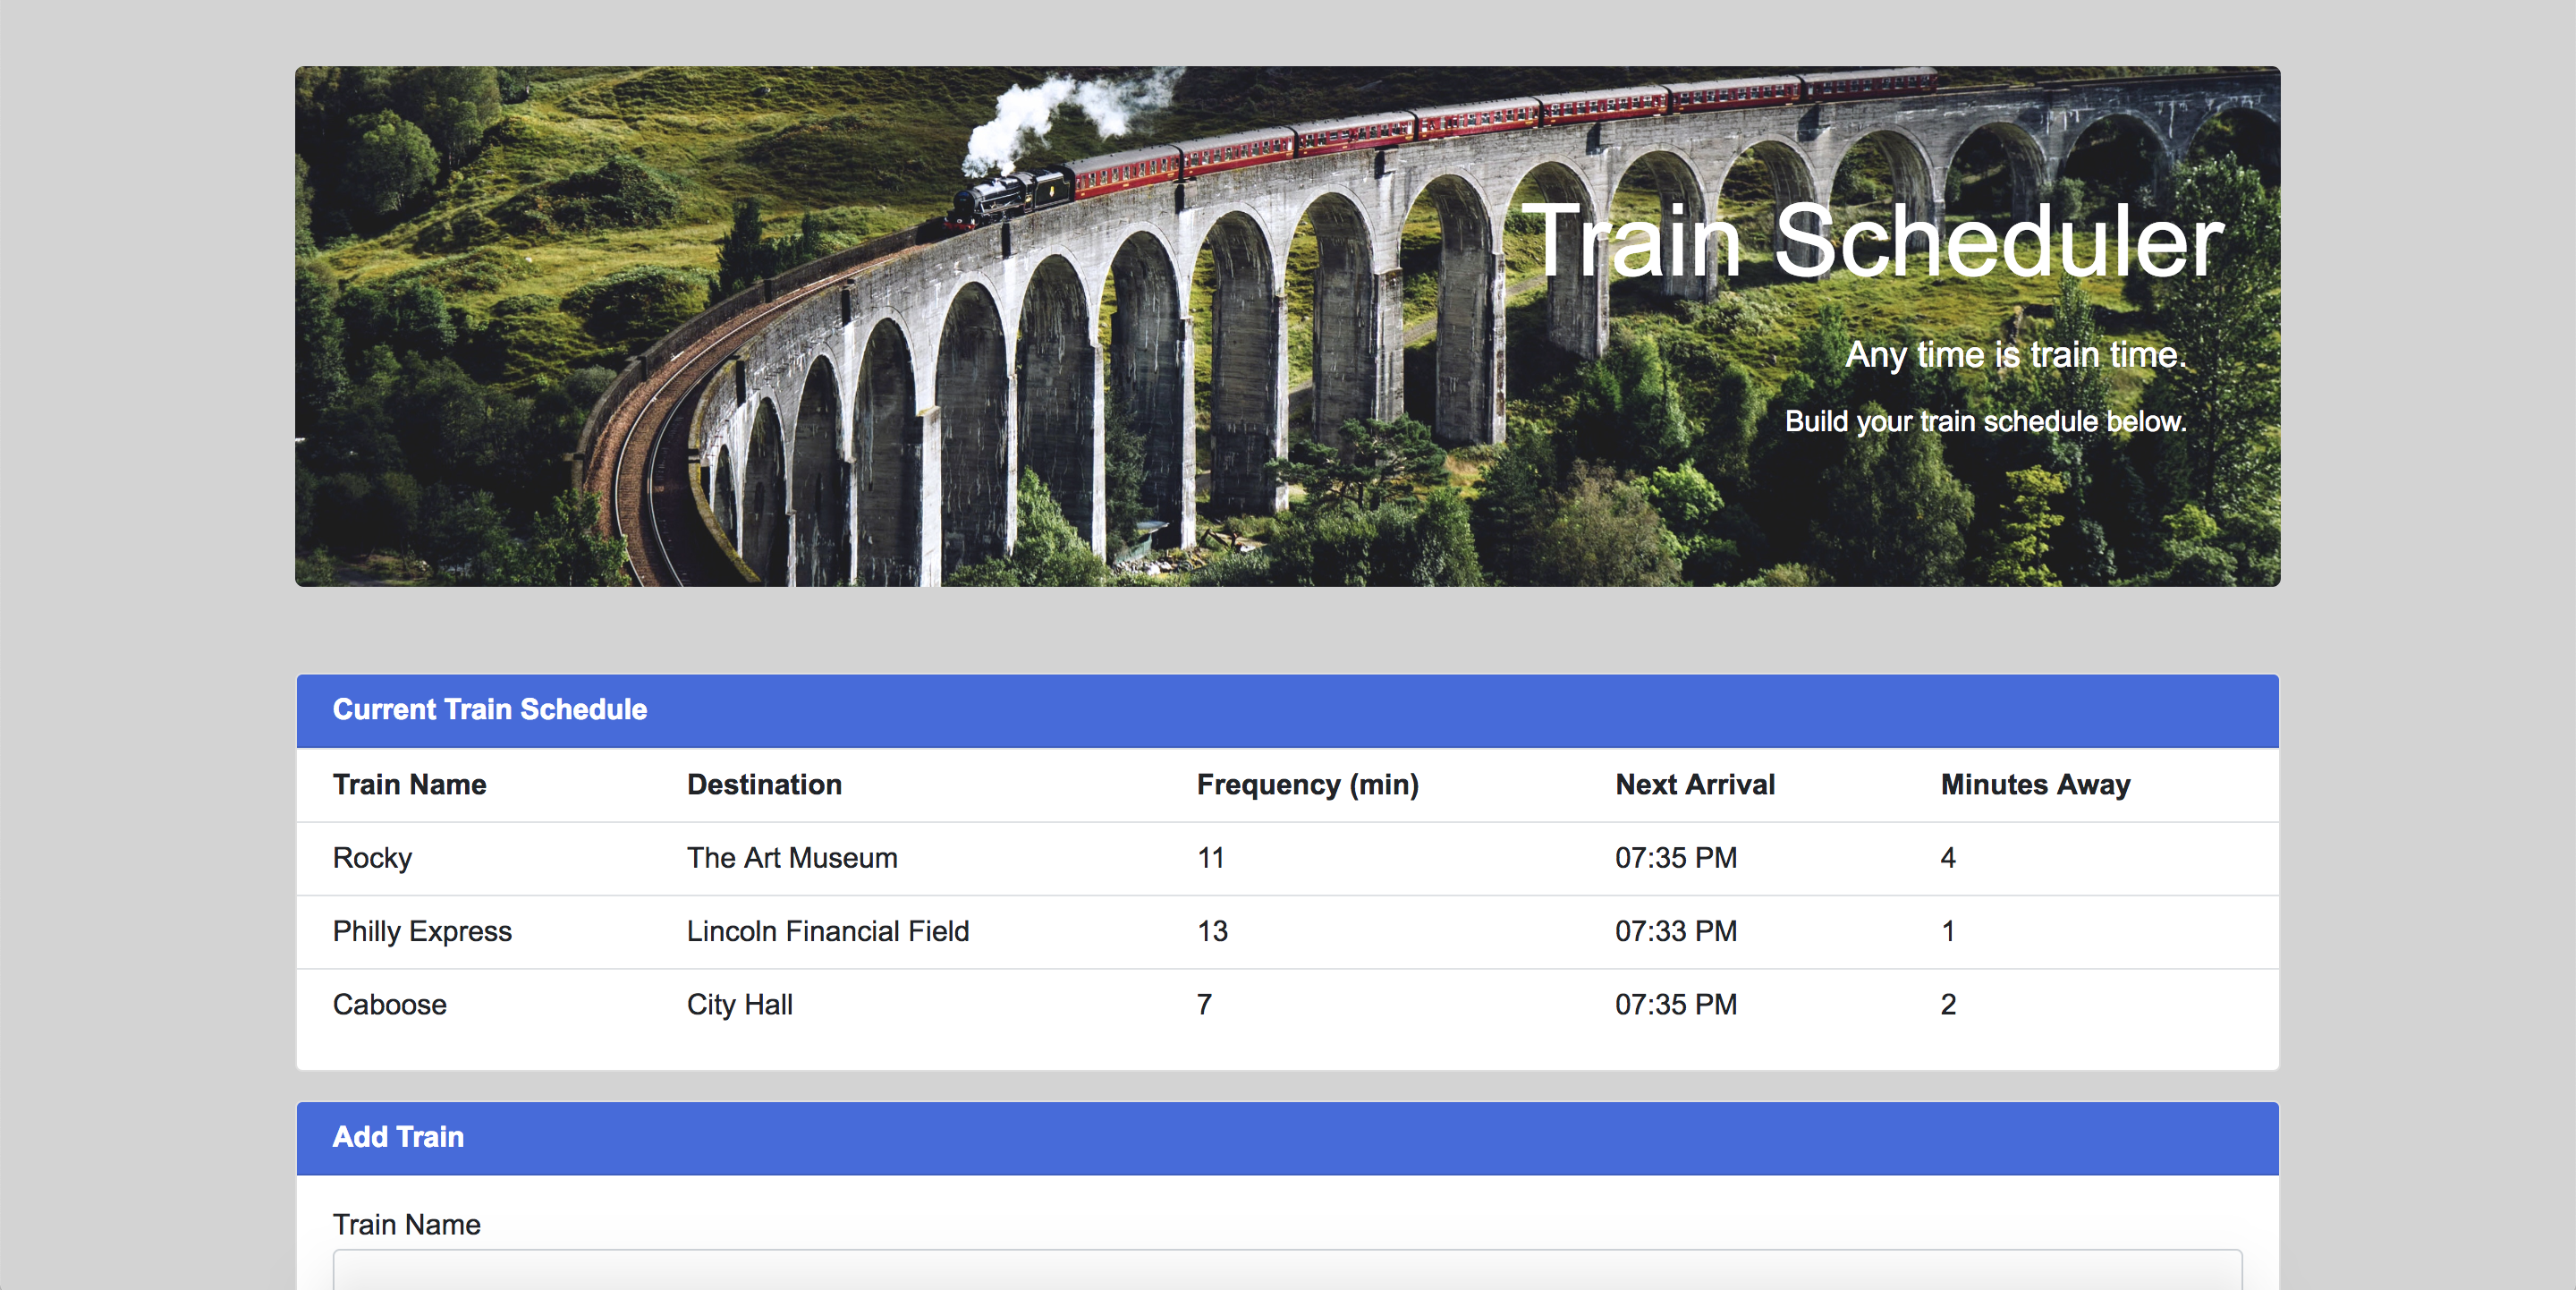 Train Scheduler
Any time is train time.
Build your train schedule below.
Current Train Schedule
Train Name Destination Frequency (min) Next Arrival Minutes Away
Rocky The Art Museum 11 07:35 PM 4
Philly Express Lincoln Financial Field 13 07:33 PM 1
Caboose City Hall 7 07:35 PM 2
Add Train
Train Name